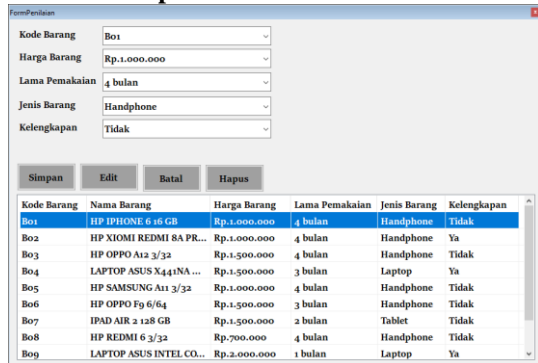 FormPenilaian
Kode Barang Bo1
Harga Barang Rp.1.000.000
Lama Pemakaian 4 bulan
Jenis Barang Handphone
Kelengkapan Tidak
Simpan Edit Batal Hapus
Kode Barang Nama Barang Harga Barang Lama Pemakaian Jenis Barang Kelengkapan
Bo1 HP IPHONE 6 16 GB Rp.1.000.000 4 bulan Handphone Tidak
Bo2 HP XIOMI REDMI 8A PR... Rp.1.000.000 4 bulan Handphone Ya
Bo3 HP OPPO A12 3/32 Rp.1.500.000 4 bulan Handphone Tidak
Bo4 LAPTOP ASUS X441NA ... Rp.1.500.000 3 bulan Laptop Ya
Bo5 HP SAMSUNG A11 3/32 Rp.1.000.000 4 bulan Handphone Tidak
Bo6 HP OPPO F9 6/64 Rp.1.500.000 3 bulan Handphone Tidak
Bo7 IPAD AIR 2 128 GB Rp.1.500.000 2 bulan Tablet Tidak
Bo8 HP REDMI 6 3/32 Rp.700.000 4 bulan Handphone Tidak
Bo9 LAPTOP ASUS INTEL CO... Rp.2.000.000 1 bulan Laptop Ya